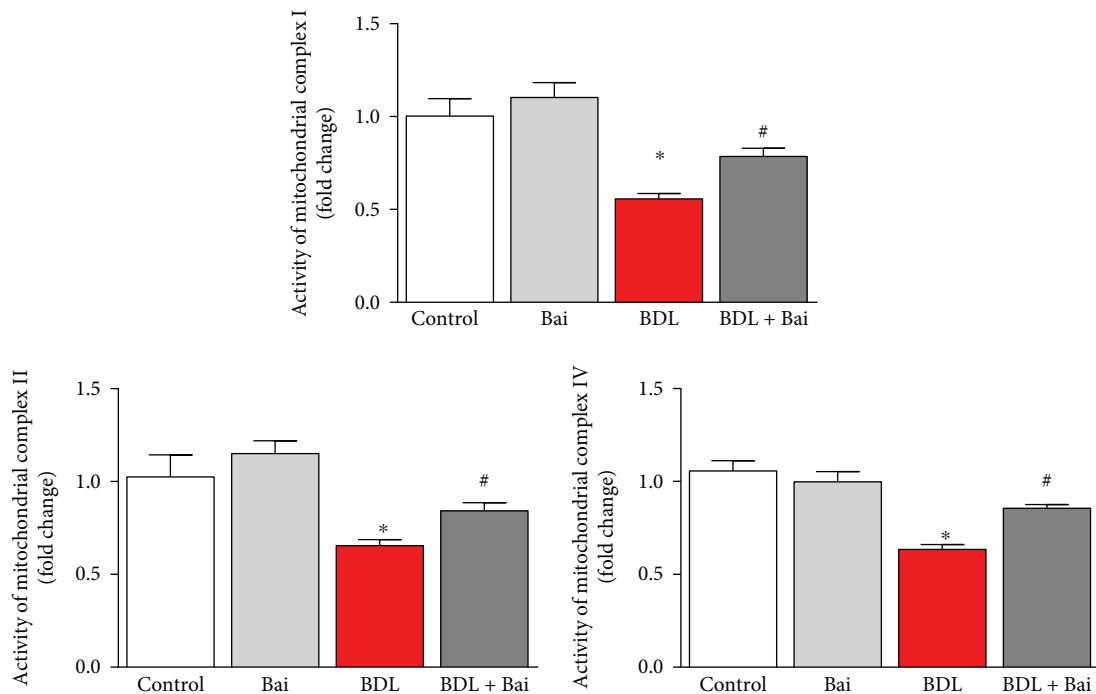 Activity of mitochondrial complex I
(fold change)
1.5
1.0
0.5
0.0
*
#
Control Bai BDL BDL + Bai
Activity of mitochondrial complex II
(fold change)
1.5
1.0
0.5
0.0
*
#
Control Bai BDL BDL + Bai
Activity of mitochondrial complex IV
(fold change)
1.5
1.0
0.5
0.0
*
#
Control Bai BDL BDL + Bai